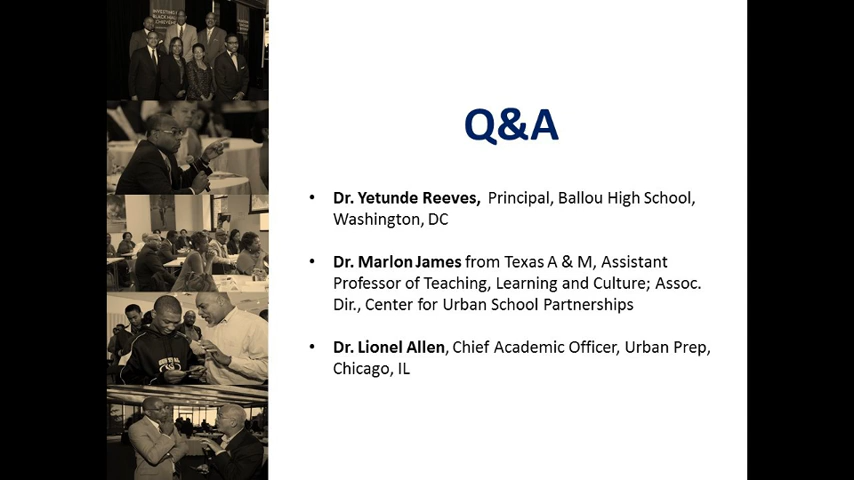 INVESTING
BLACK
Q&A
• Dr. Yetunde Reeves, Principal, Ballou High School,
Washington, DC
• Dr. Marlon James from Texas A & M, Assistant
Professor of Teaching, Learning and Culture; Assoc.
Dir., Center for Urban School Partnerships
• Dr. Lionel Allen, Chief Academic Officer, Urban Prep,
Chicago, IL